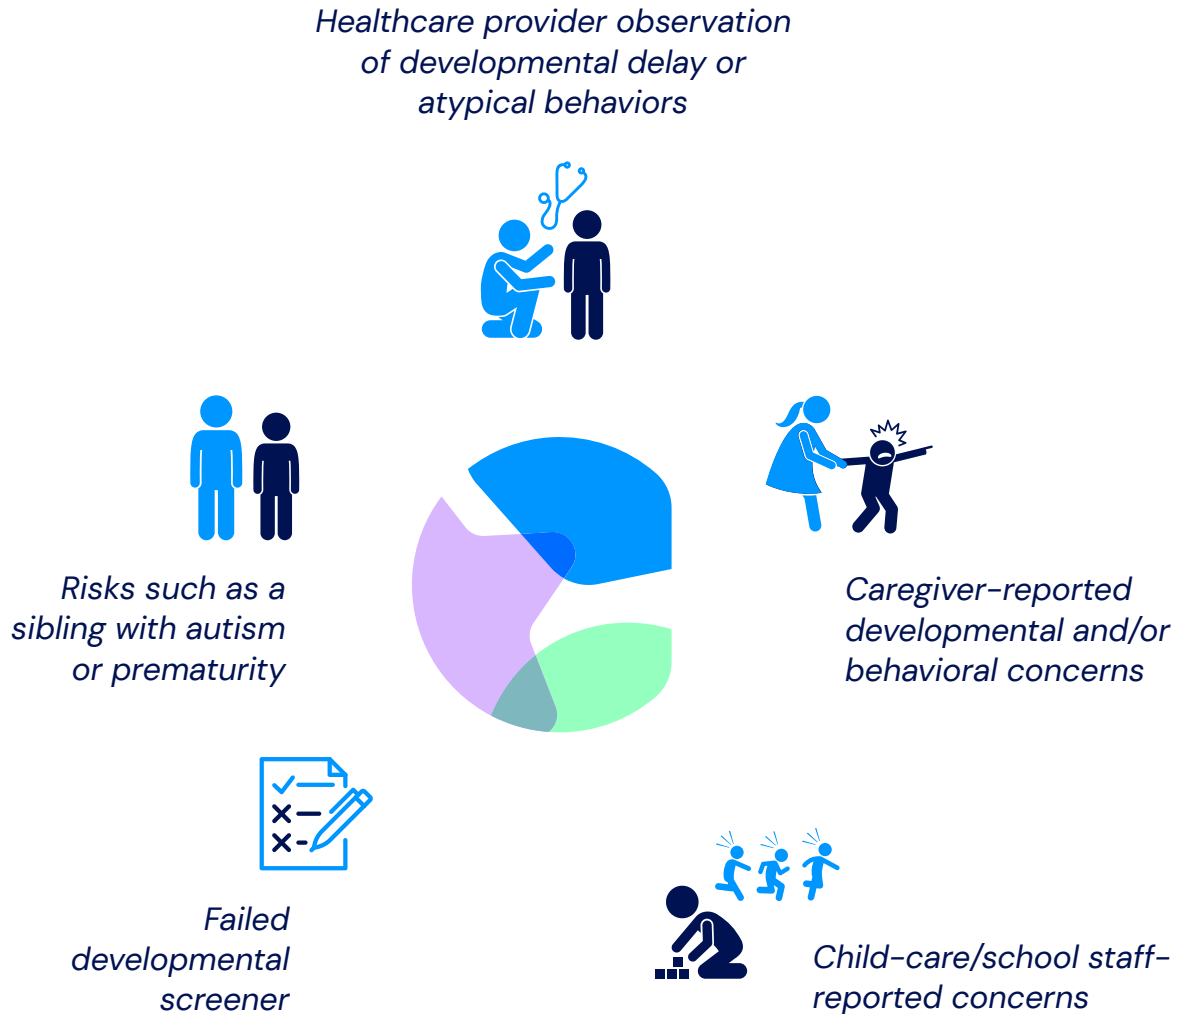 Healthcare provider observation
of developmental delay or
atypical behaviors
Risks such as a
sibling with autism
or prematurity
Caregiver-reported
developmental and/or
behavioral concerns
Failed
developmental
screener
Child-care/school staff-
reported concerns